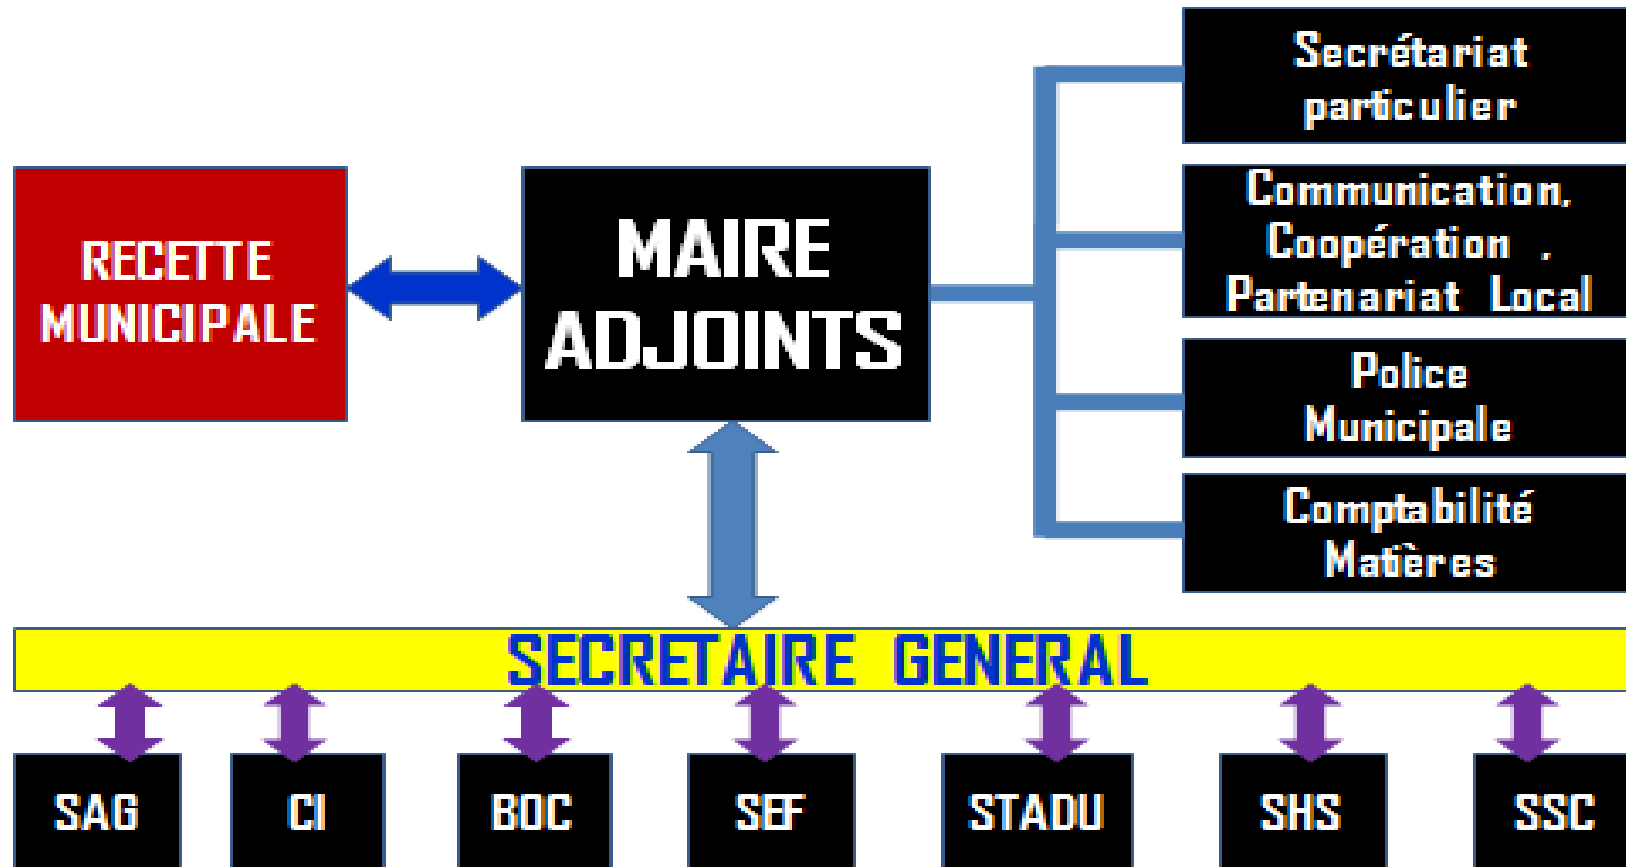 Secrétariat
particulier
Communication,
Coopération ,
Partenariat Local
RECETTE
MUNICIPALE
MAIRE
ADJOINTS
Police
Municipale
Comptabilité
Matières
SECRETAIRE GENERAL
SAG
CI
BOC
SEF
STADU
SHS
SSC